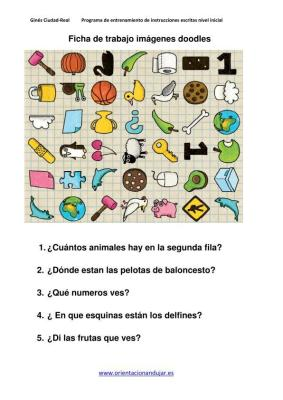 Ginés Ciudad-Real Programa de entrenamiento de instrucciones escritas nivel inicial
Ficha de trabajo imágenes doodles
1
1. ¿Cuántos animales hay en la segunda fila?
2. ¿Dónde estan las pelotas de baloncesto?
3. ¿Qué numeros ves?
4. ¿ En que esquinas están los delfines?
5. ¿Di las frutas que ves?
www.orientacionandujar.es